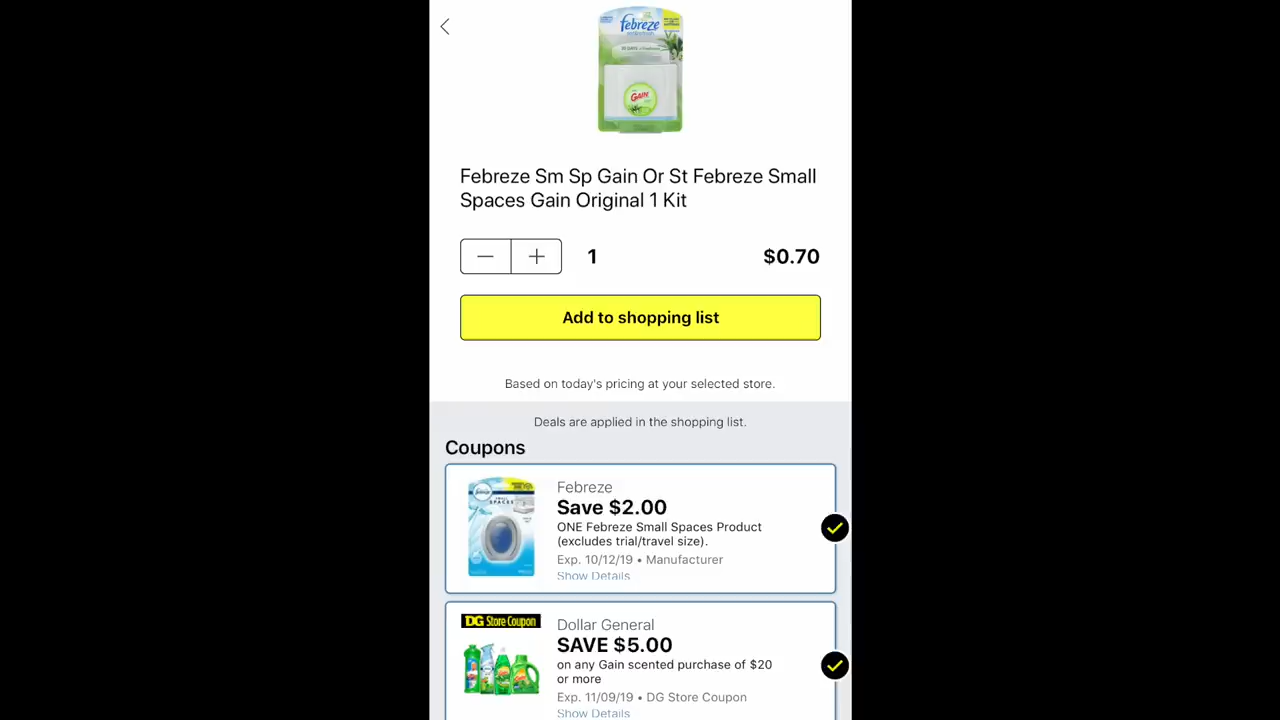 febreze
GAIN
Febreze Sm Sp Gain Or St Febreze Small
Spaces Gain Original 1 Kit
1
$0.70
Add to shopping list
Based on today's pricing at your selected store.
Deals are applied in the shopping list.
Coupons
Febreze
Save $2.00
ONE Febreze Small Spaces Product
(excludes trial/travel size).
Exp. 10/12/19 • Manufacturer
Show Details
SPACES
DG Store Coupon
Dollar General
SAVE $5.00
on any Gain scented purchase of $20
or more
Exp. 11/09/19 • DG Store Coupon
Show Details